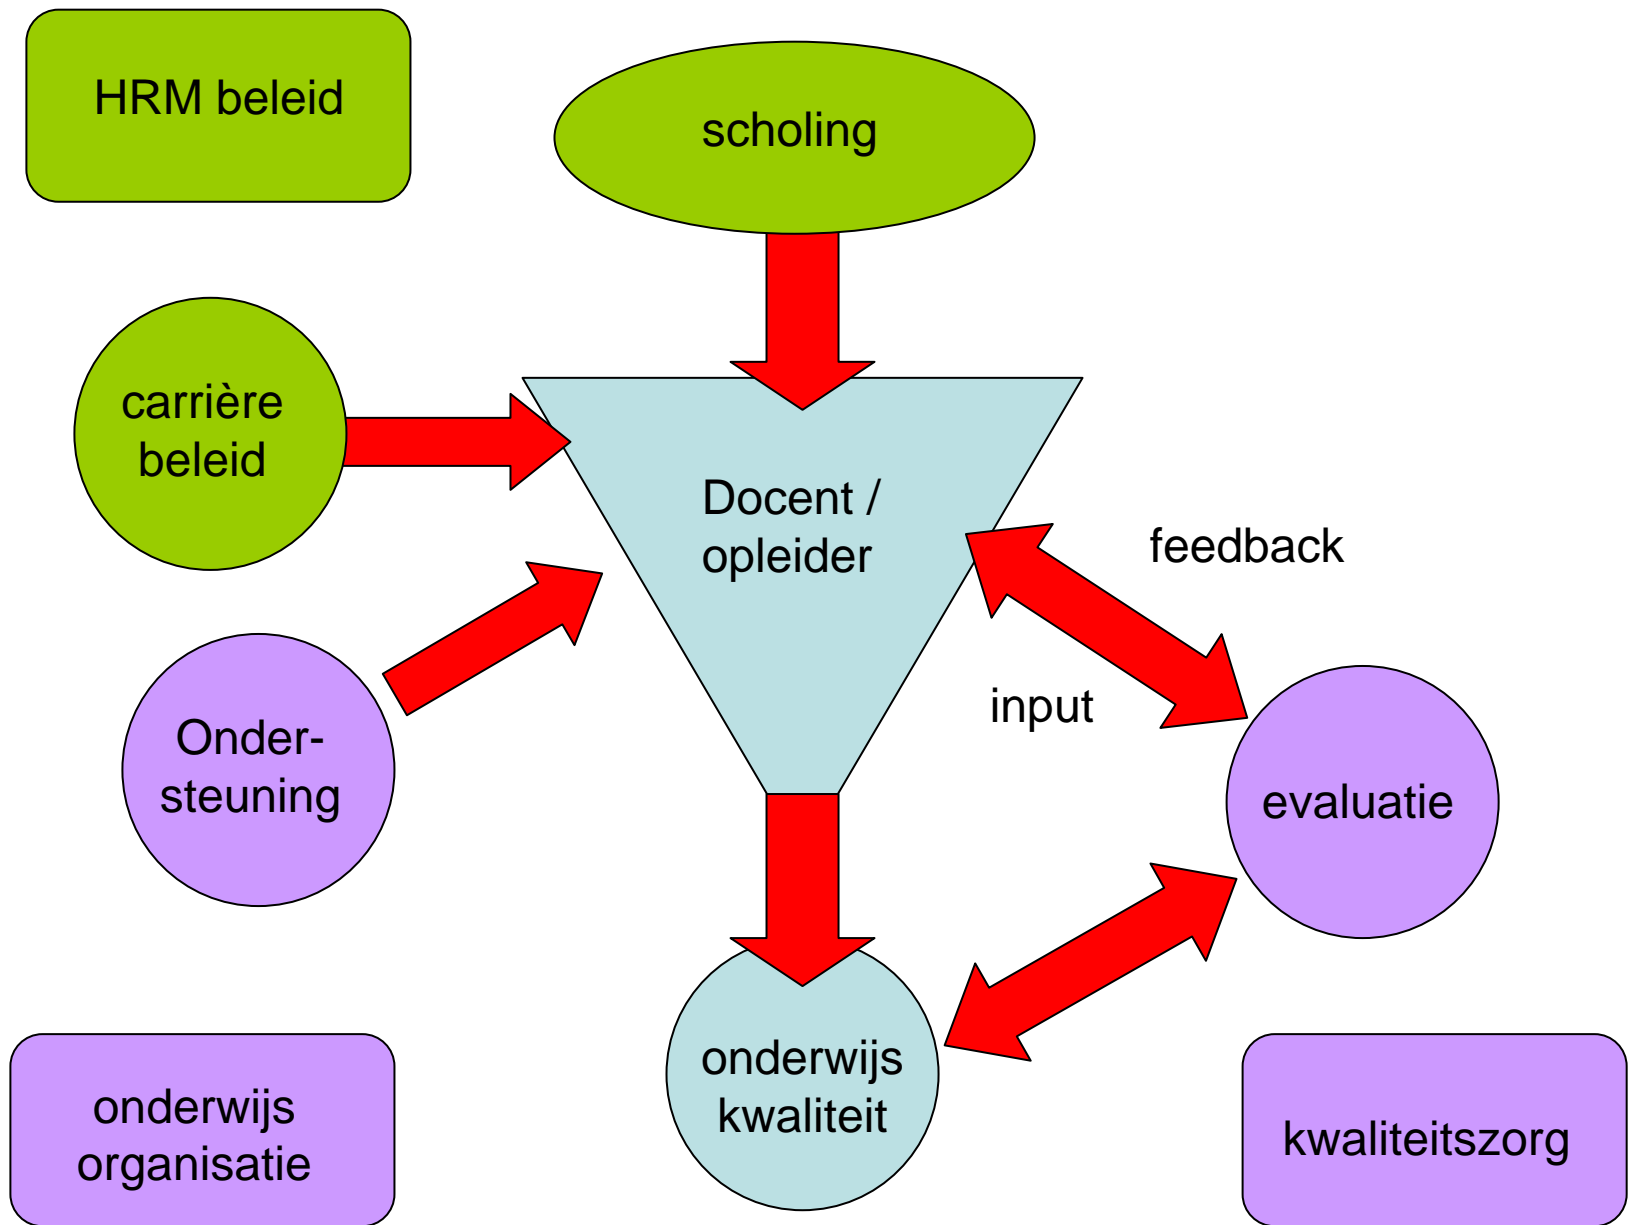 HRM beleid
scholing
carrière
beleid
Docent /
opleider
feedback
input
Onder-
steuning
evaluatie
onderwijs
kwaliteit
onderwijs
organisatie
kwaliteitszorg